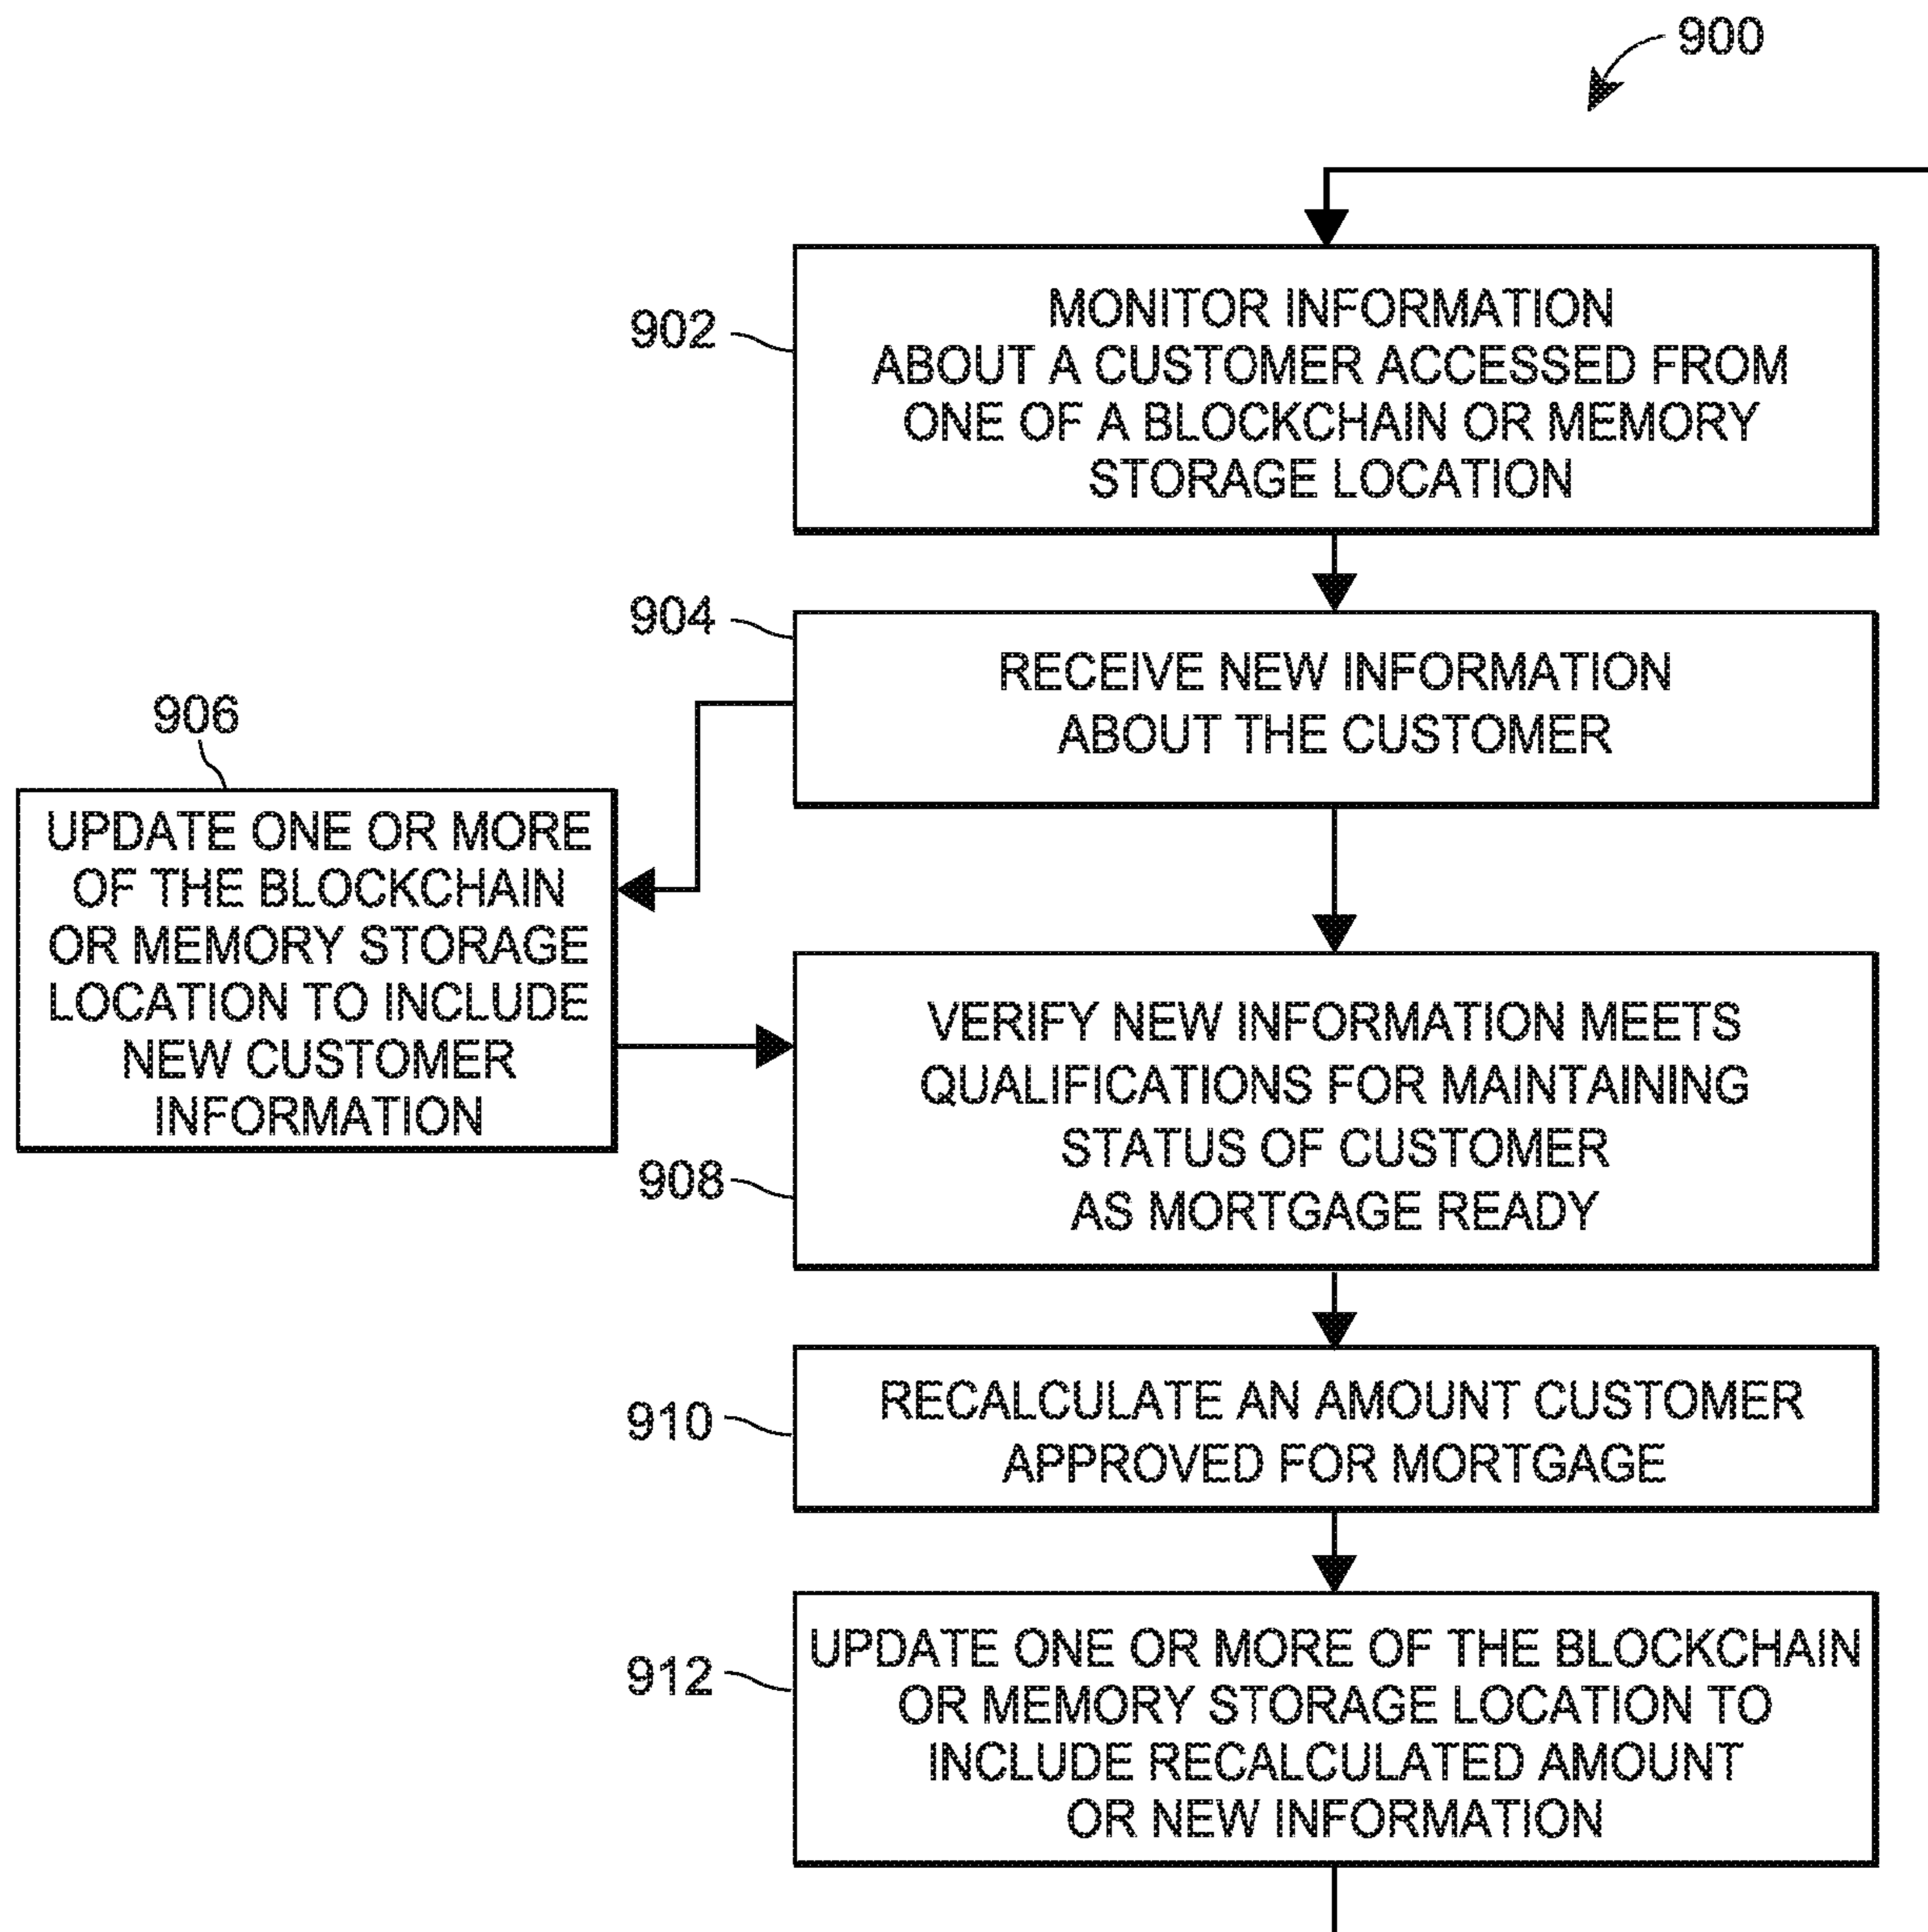 900
902
MONITOR INFORMATION
ABOUT A CUSTOMER ACCESSED FROM
ONE OF A BLOCKCHAIN OR MEMORY
STORAGE LOCATION
904
RECEIVE NEW INFORMATION
ABOUT THE CUSTOMER
906
UPDATE ONE OR MORE
OF THE BLOCKCHAIN
OR MEMORY STORAGE
LOCATION TO INCLUDE
NEW CUSTOMER
INFORMATION
908
VERIFY NEW INFORMATION MEETS
QUALIFICATIONS FOR MAINTAINING
STATUS OF CUSTOMER
AS MORTGAGE READY
910
RECALCULATE AN AMOUNT CUSTOMER
APPROVED FOR MORTGAGE
912
UPDATE ONE OR MORE OF THE BLOCKCHAIN
OR MEMORY STORAGE LOCATION TO
INCLUDE RECALCULATED AMOUNT
OR NEW INFORMATION